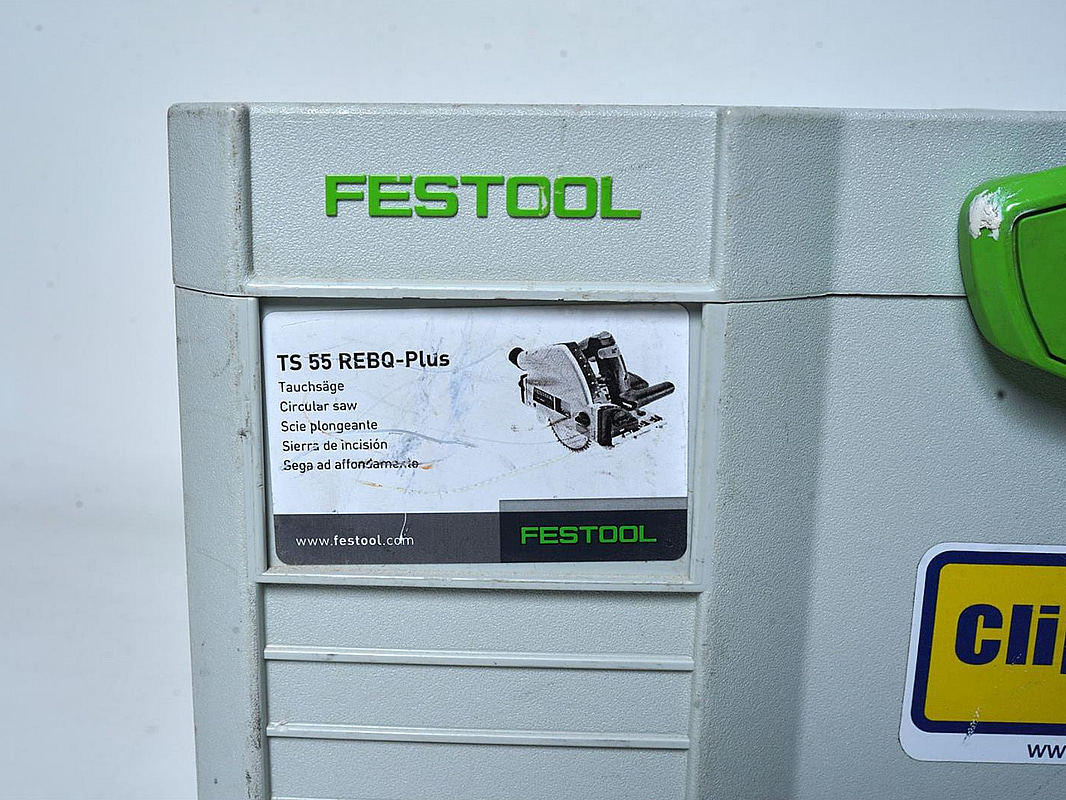 FESTOOL
TS 55 REBQ-Plus
Tauchsäge
Circular saw
Scie plongeante
Sierra de incisión
Sega ad affondamento
www.festool.com
FESTOOL
Cli
ww